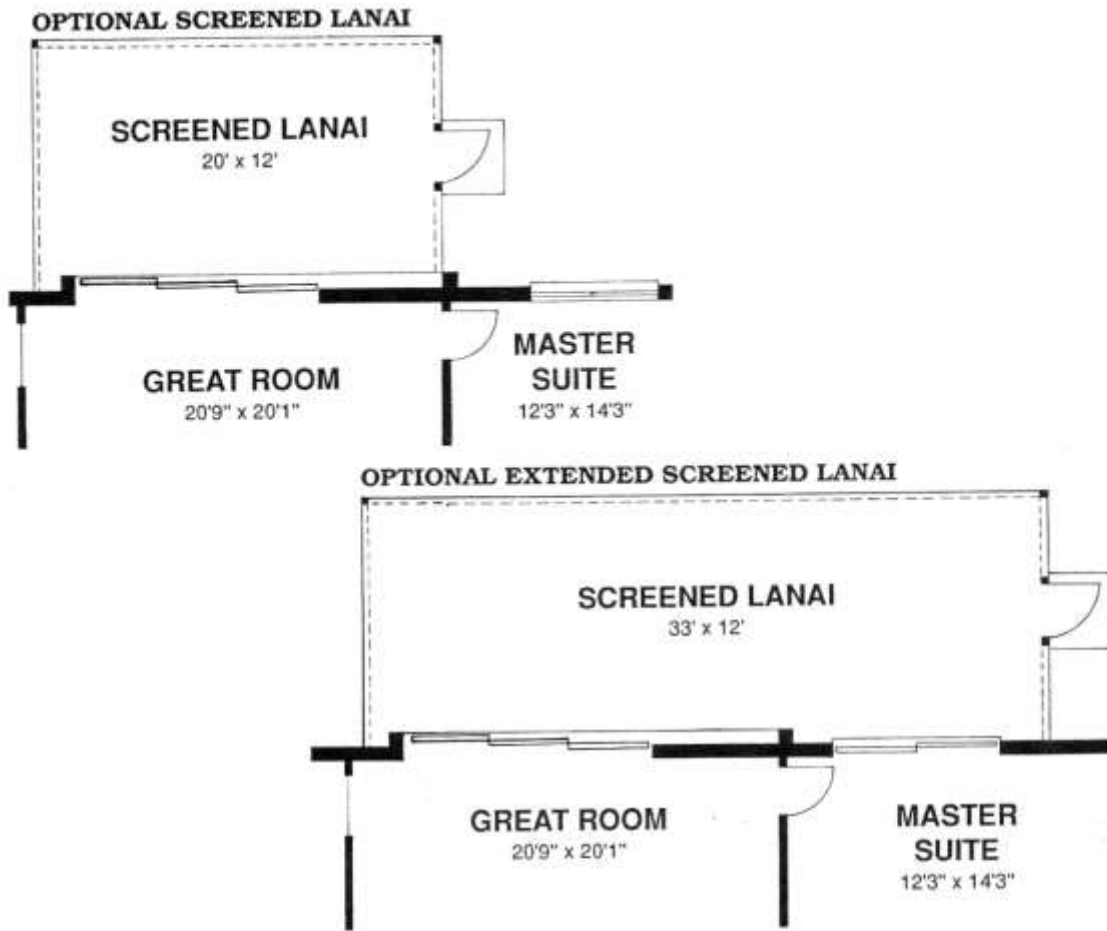 OPTIONAL SCREENED LANAI
SCREENED LANAI
20' x 12'
GREAT ROOM
20'9" x 20'1"
MASTER
SUITE
12'3" x 14'3"
OPTIONAL EXTENDED SCREENED LANAI
SCREENED LANAI
33' x 12'
GREAT ROOM
20'9" x 20'1"
MASTER
SUITE
12'3" x 14'3"